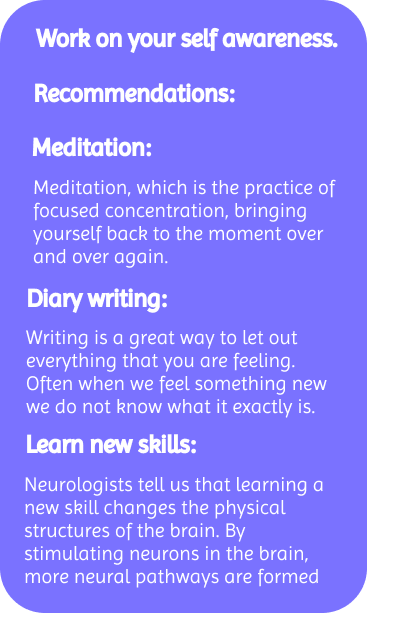 Work on your self awareness.
Recommendations:
Meditation:
Meditation, which is the practice of
focused concentration, bringing
yourself back to the moment over
and over again.
Diary writing:
Writing is a great way to let out
everything that you are feeling.
Often when we feel something new
we do not know what it exactly is.
Learn new skills:
Neurologists tell us that learning a
new skill changes the physical
structures of the brain. By
stimulating neurons in the brain,
more neural pathways are formed